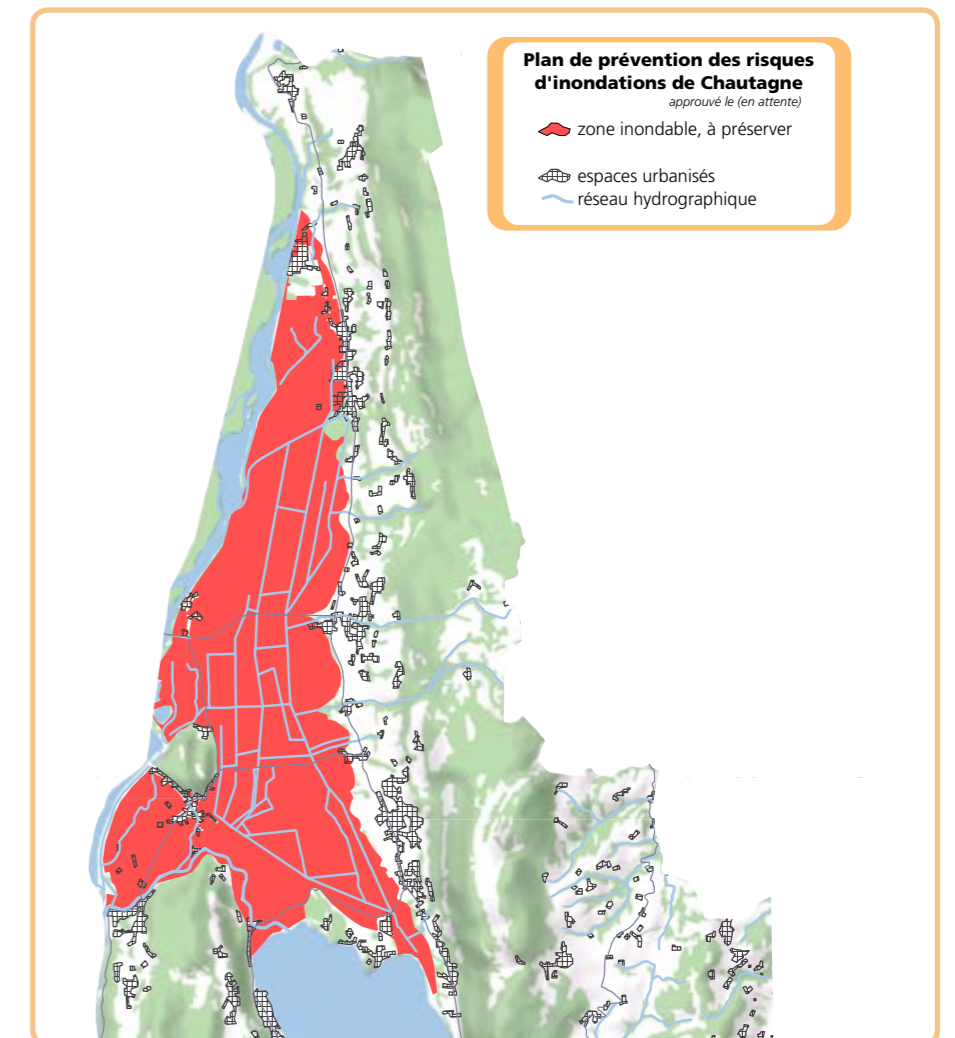 Plan de prévention des risques
d'inondations de Chautagne
approuvé le (en attente)
zone inondable, à préserver
espaces urbanisés
réseau hydrographique